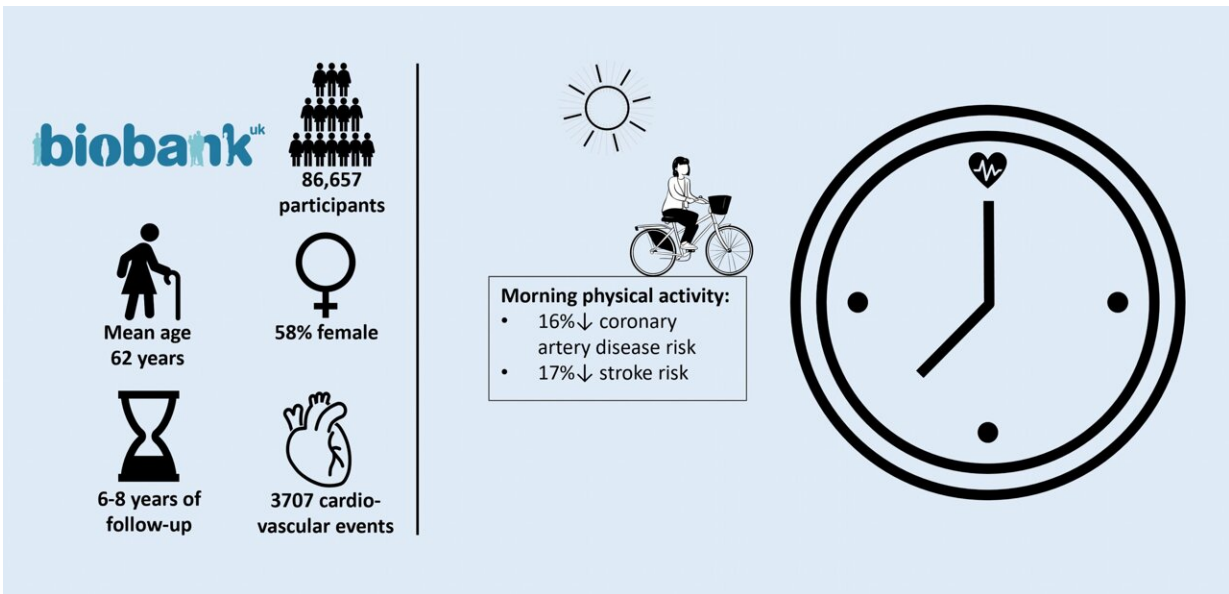 biobank uk
86,657
participants
Mean age
62 years
58% female
6-8 years of
follow-up
3707 cardio-
vascular events
Morning physical activity:
• 16%↓ coronary
artery disease risk
• 17%↓ stroke risk